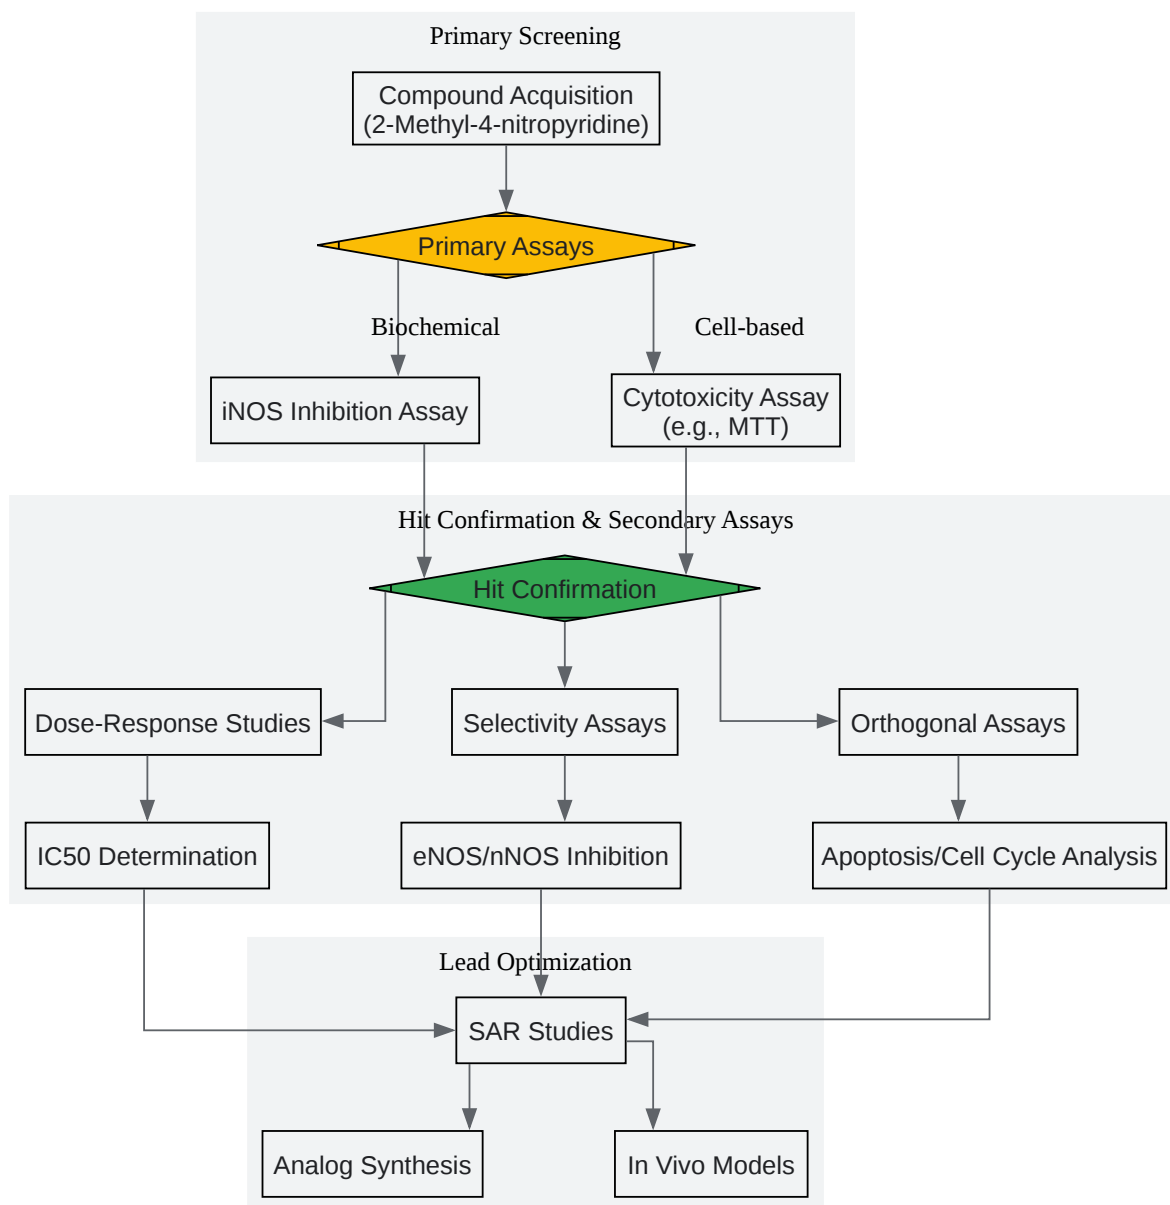 Primary Screening
Compound Acquisition
(2-Methyl-4-nitropyridine)
Primary Assays
Biochemical
Cell-based
iNOS Inhibition Assay
Cytotoxicity Assay
(e.g., MTT)
Hit Confirmation & Secondary Assays
Hit Confirmation
Dose-Response Studies
Selectivity Assays
Orthogonal Assays
IC50 Determination
eNOS/nNOS Inhibition
Apoptosis/Cell Cycle Analysis
Lead Optimization
SAR Studies
Analog Synthesis
In Vivo Models